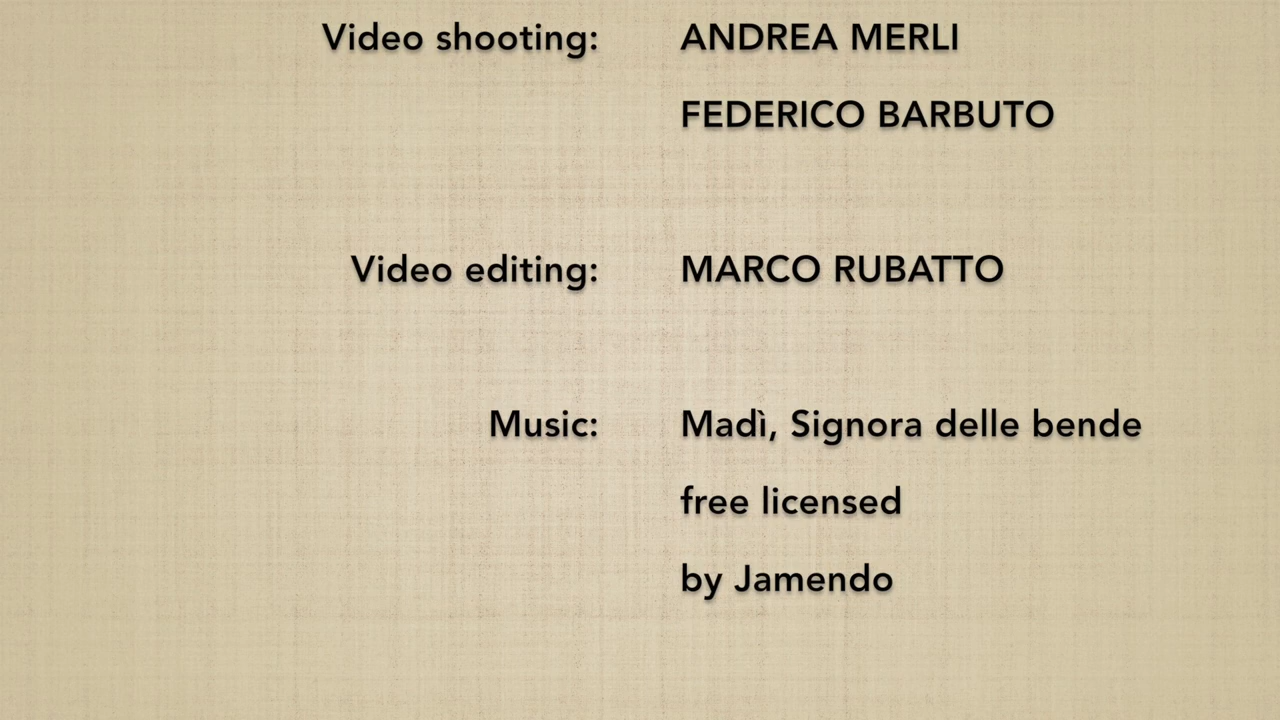 Video shooting: ANDREA MERLI
FEDERICO BARBUTO
Video editing: MARCO RUBATTO
Music: Madì, Signora delle bende
free licensed
by Jamendo